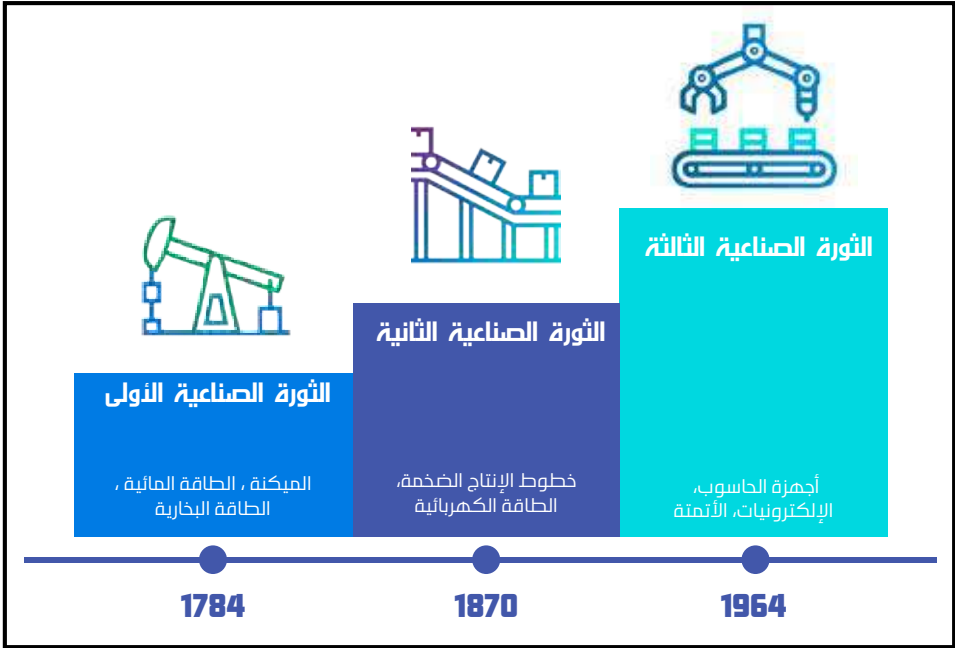 الثورة الصناعية الأولى
الميكنة ، الطاقة المائية ،
الطاقة البخارية
1784
الثورة الصناعية الثانية
خطوط الإنتاج الضخمة،
الطاقة الكهربائية
1870
الثورة الصناعية الثالثة
أجهزة الحاسوب،
الإلكترونيات، الأتمتة
1964